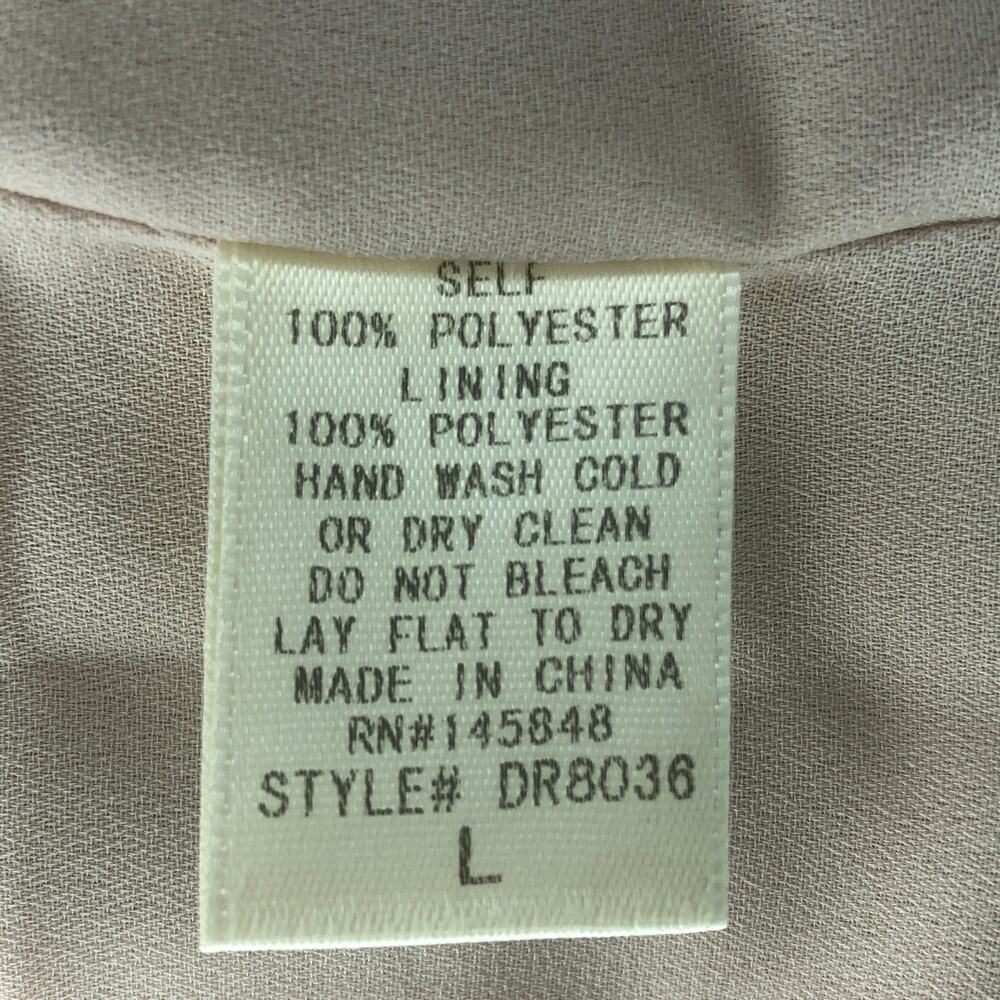 SELF
100% POLYESTER
LINING
100% POLYESTER
HAND WASH COLD
OR DRY CLEAN
DO NOT BLEACH
LAY FLAT TO DRY
MADE IN CHINA
RN#145848
STYLE# DR8036
L